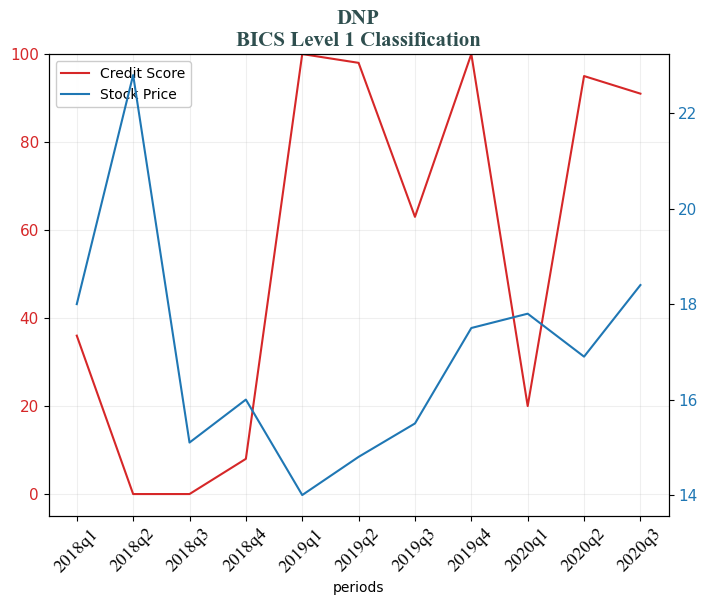 DNP
BICS Level 1 Classification
Credit Score
Stock Price
100
80
60
40
20
0
22
20
18
16
14
2018q1
2018q2
2018q3
2018q4
2019q1
2019q2
2019q3
2019q4
2020q1
2020q2
2020q3
periods